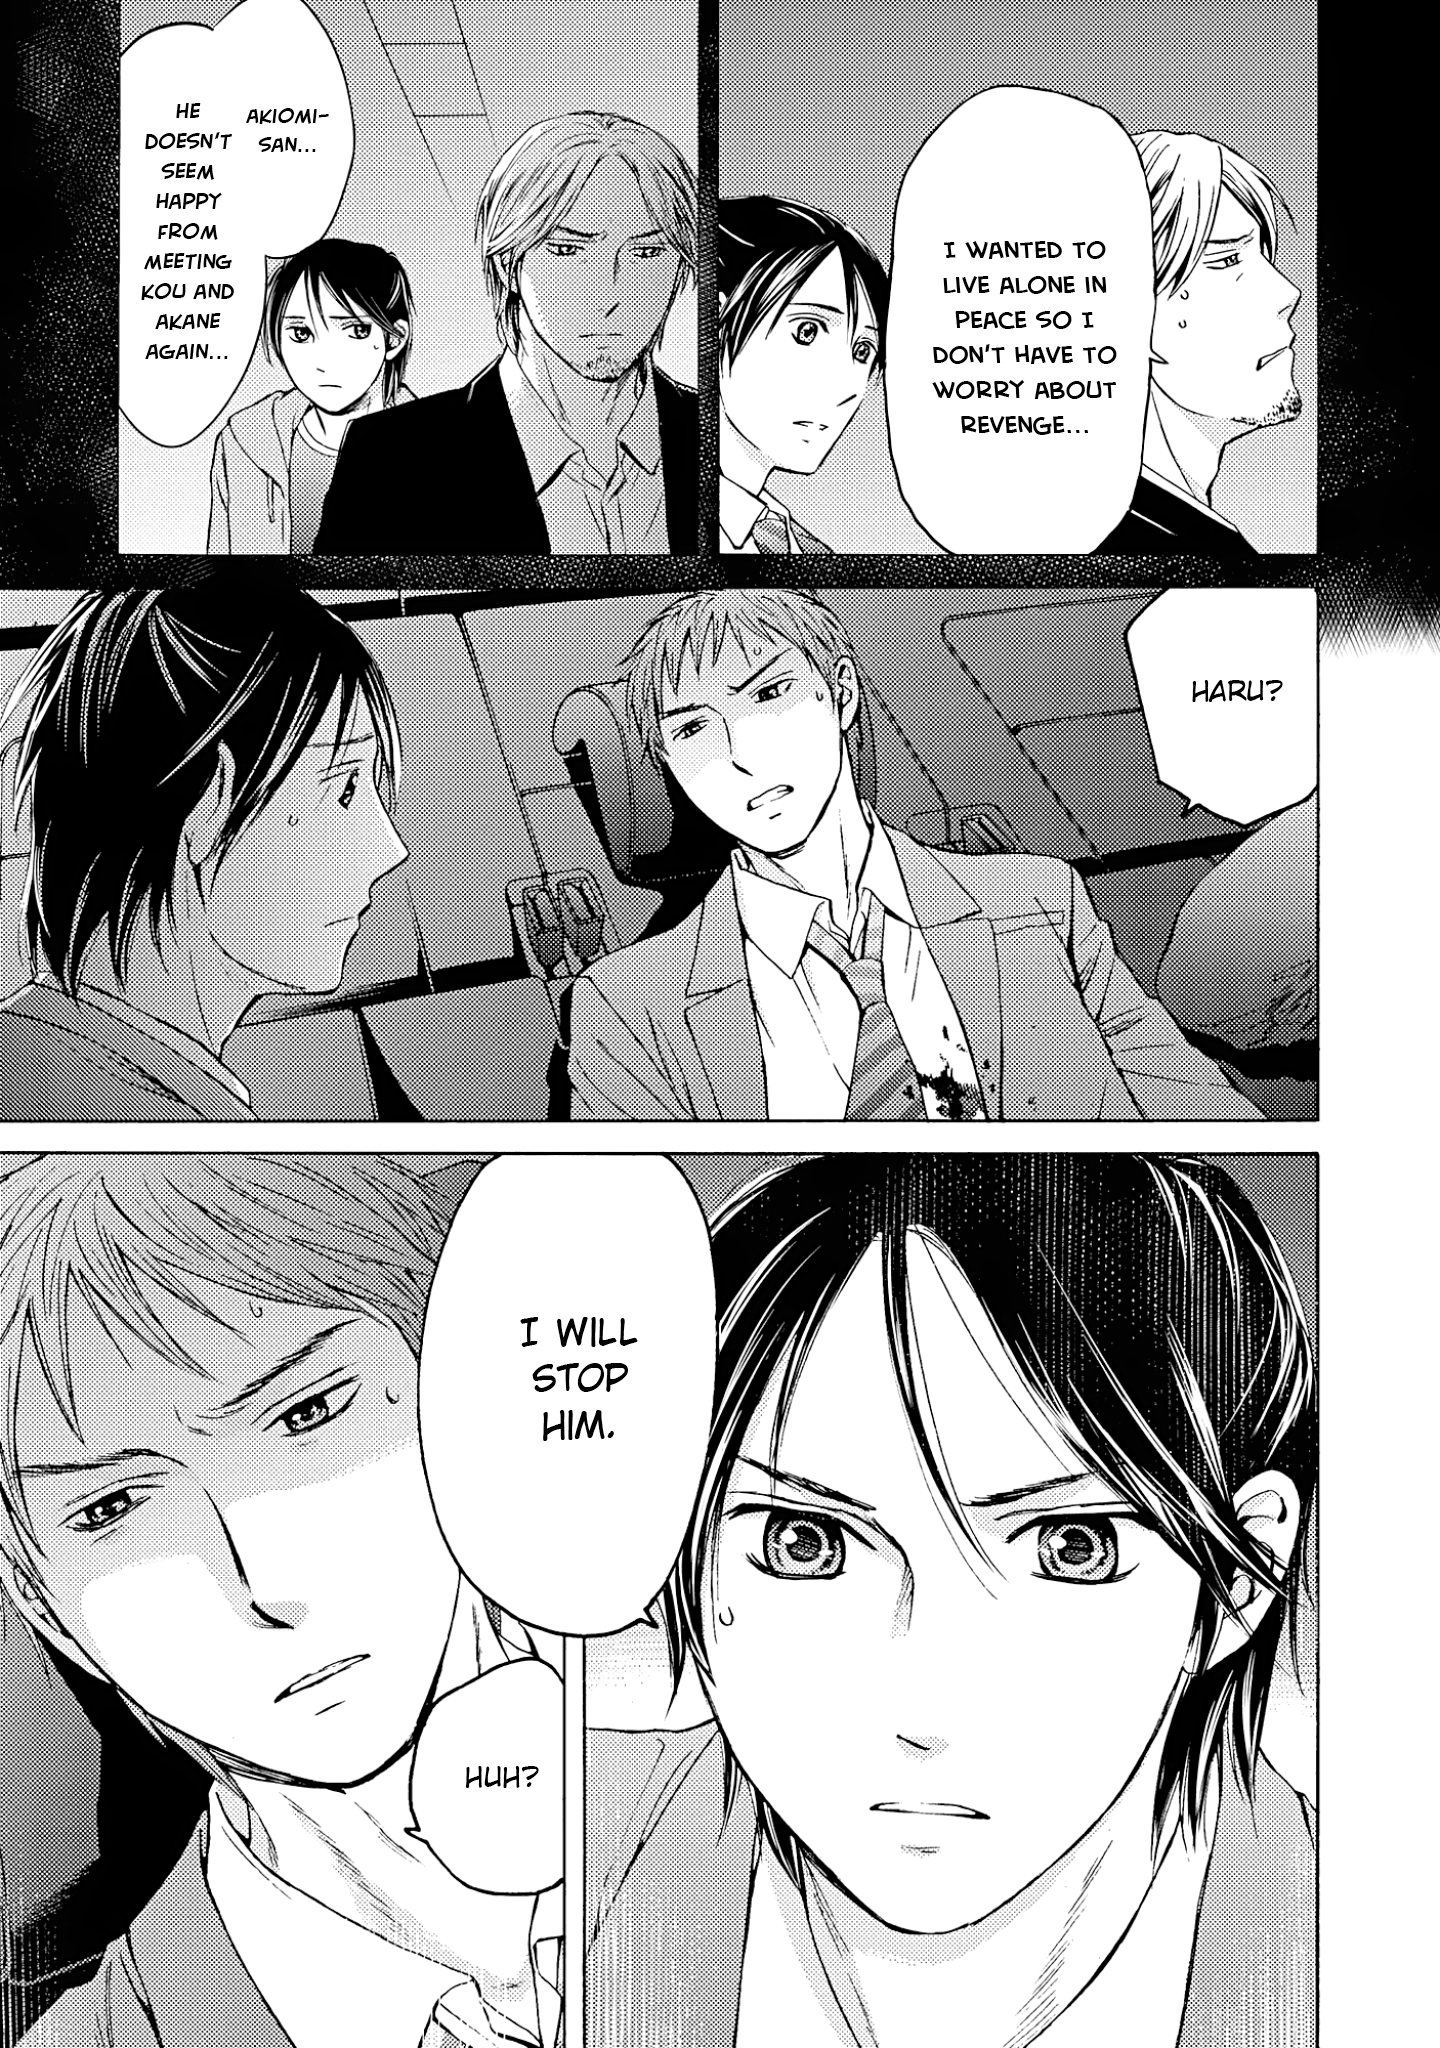 I WANTED TO
LIVE ALONE IN
PEACE SO I
DON'T HAVE TO
WORRY ABOUT
REVENGE...
AKIOMI-
SAN...
HE
DOESN'T
SEEM
HAPPY
FROM
MEETING
KOU AND
AKANE
AGAIN...
HARU?
I WILL
STOP
HIM.
HUH?